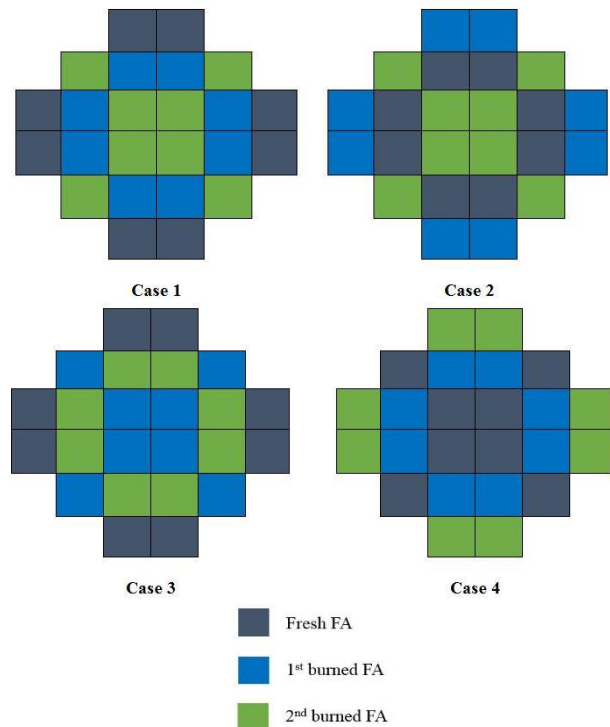 Case 1
Case 2
Case 3
Case 4
Fresh FA
1st burned FA
2nd burned FA